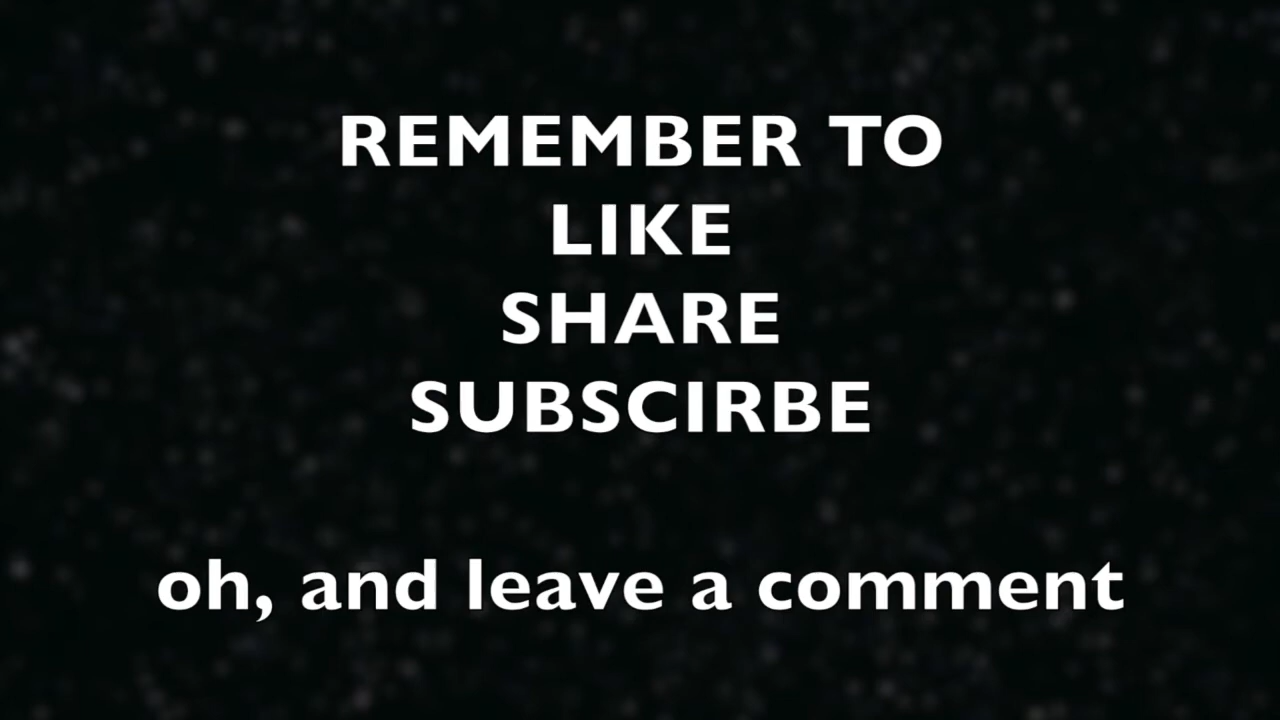 REMEMBER TO
LIKE
SHARE
SUBSCIRBE
oh, and leave a comment